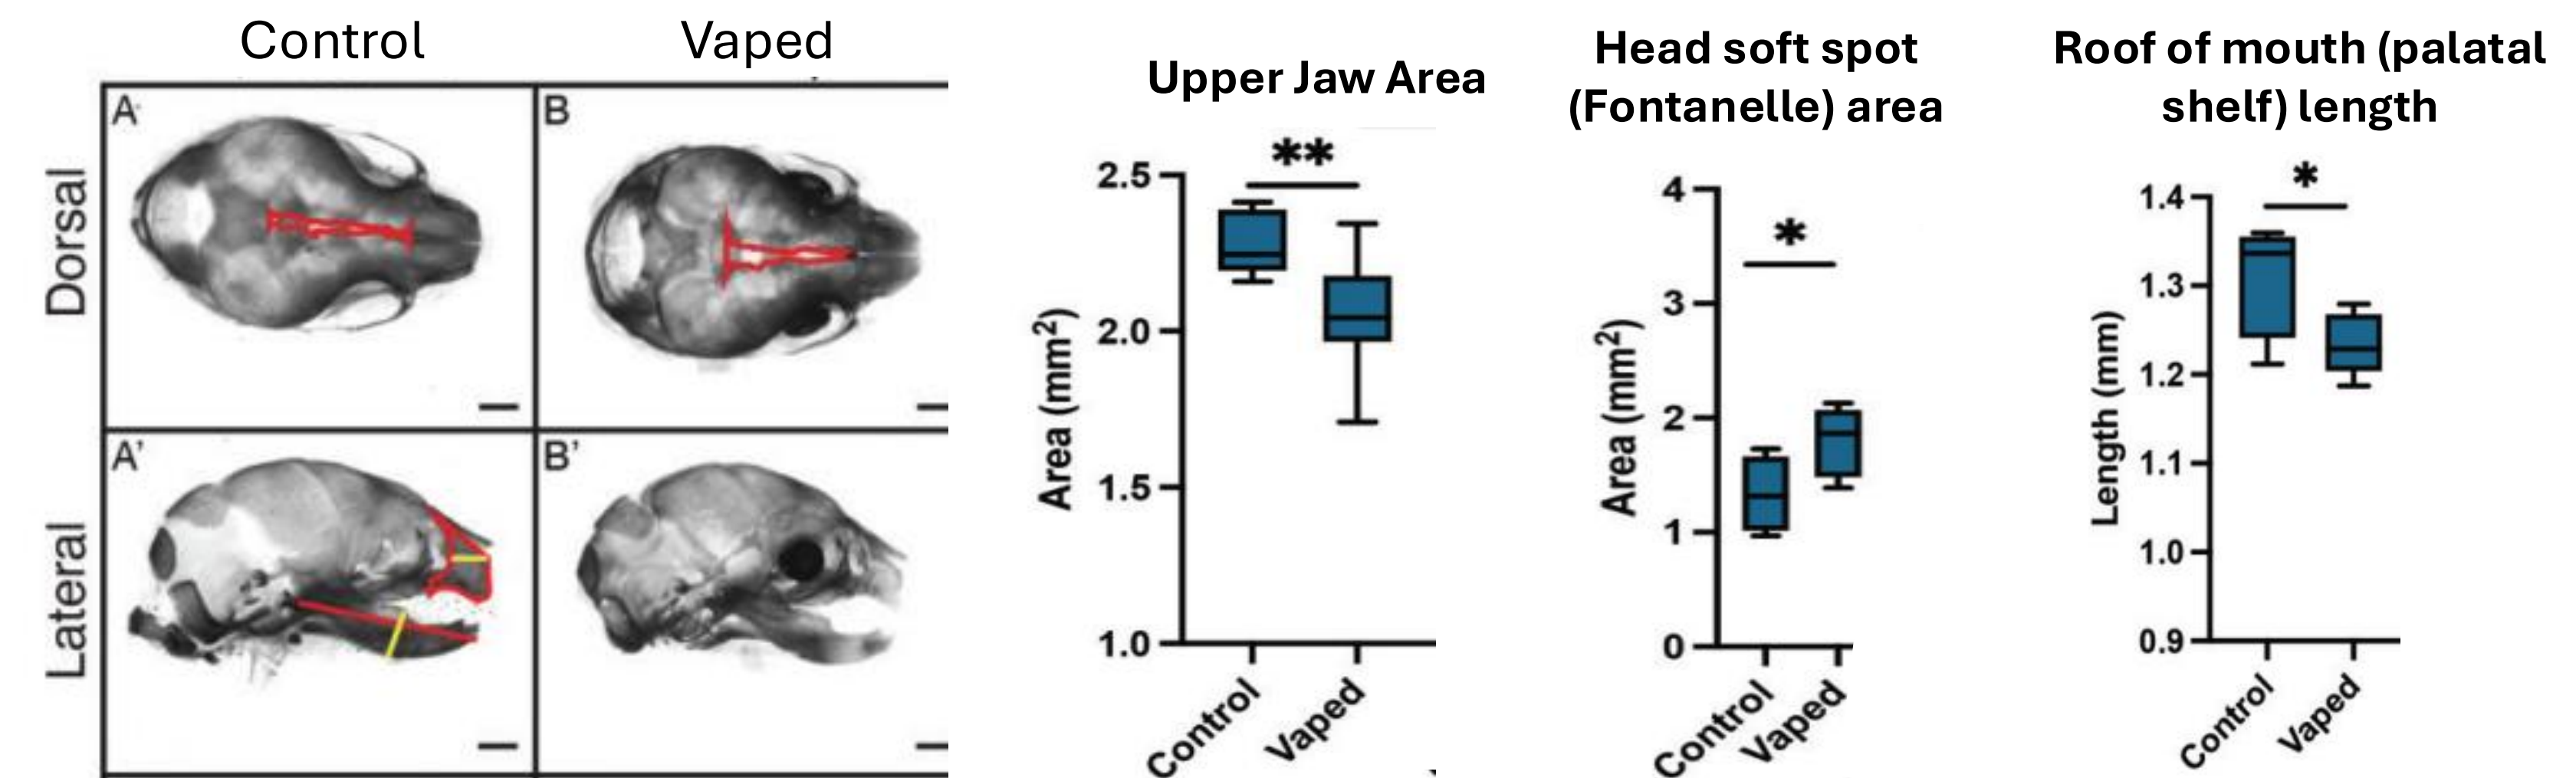 Control
Vaped
Dorsal
Lateral
A
B
A'
B'
Upper Jaw Area
**
Area (mm²)
2.5
2.0
1.5
1.0
Control
Vaped
Head soft spot
(Fontanelle) area
*
Area (mm²)
4
3
2
1
0
Control
Vaped
Roof of mouth (palatal
shelf) length
*
Length (mm)
1.4
1.3
1.2
1.1
1.0
0.9
Control
Vaped